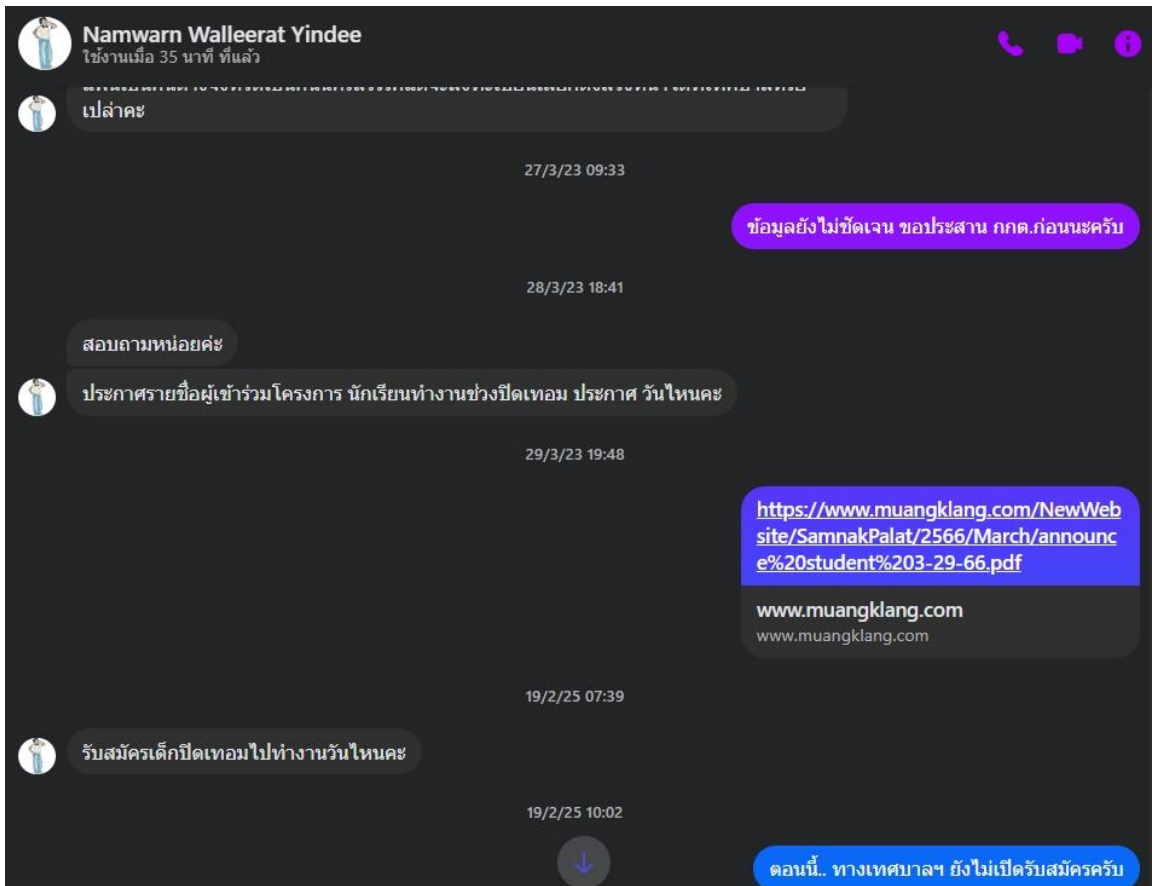 Namwarn Walleerat Yindee
ใช้งานเมื่อ 35 นาที ที่แล้ว
เปล่าคะ
27/3/23 09:33
ข้อมูลยังไม่ชัดเจน ขอประสาน กกต.ก่อนนะครับ
28/3/23 18:41
สอบถามหน่อยค่ะ
ประกาศรายชื่อผู้เข้าร่วมโครงการ นักเรียนทำงานช่วงปิดเทอม ประกาศ วันไหนคะ
29/3/23 19:48
https://www.muangklang.com/NewWeb
site/SamnakPalat/2566/March/announc
e%20student%203-29-66.pdf
www.muangklang.com
www.muangklang.com
19/2/25 07:39
รับสมัครเด็กปิดเทอมไปทำงานวันไหนคะ
19/2/25 10:02
ตอนนี้.. ทางเทศบาลฯ ยังไม่เปิดรับสมัครครับ